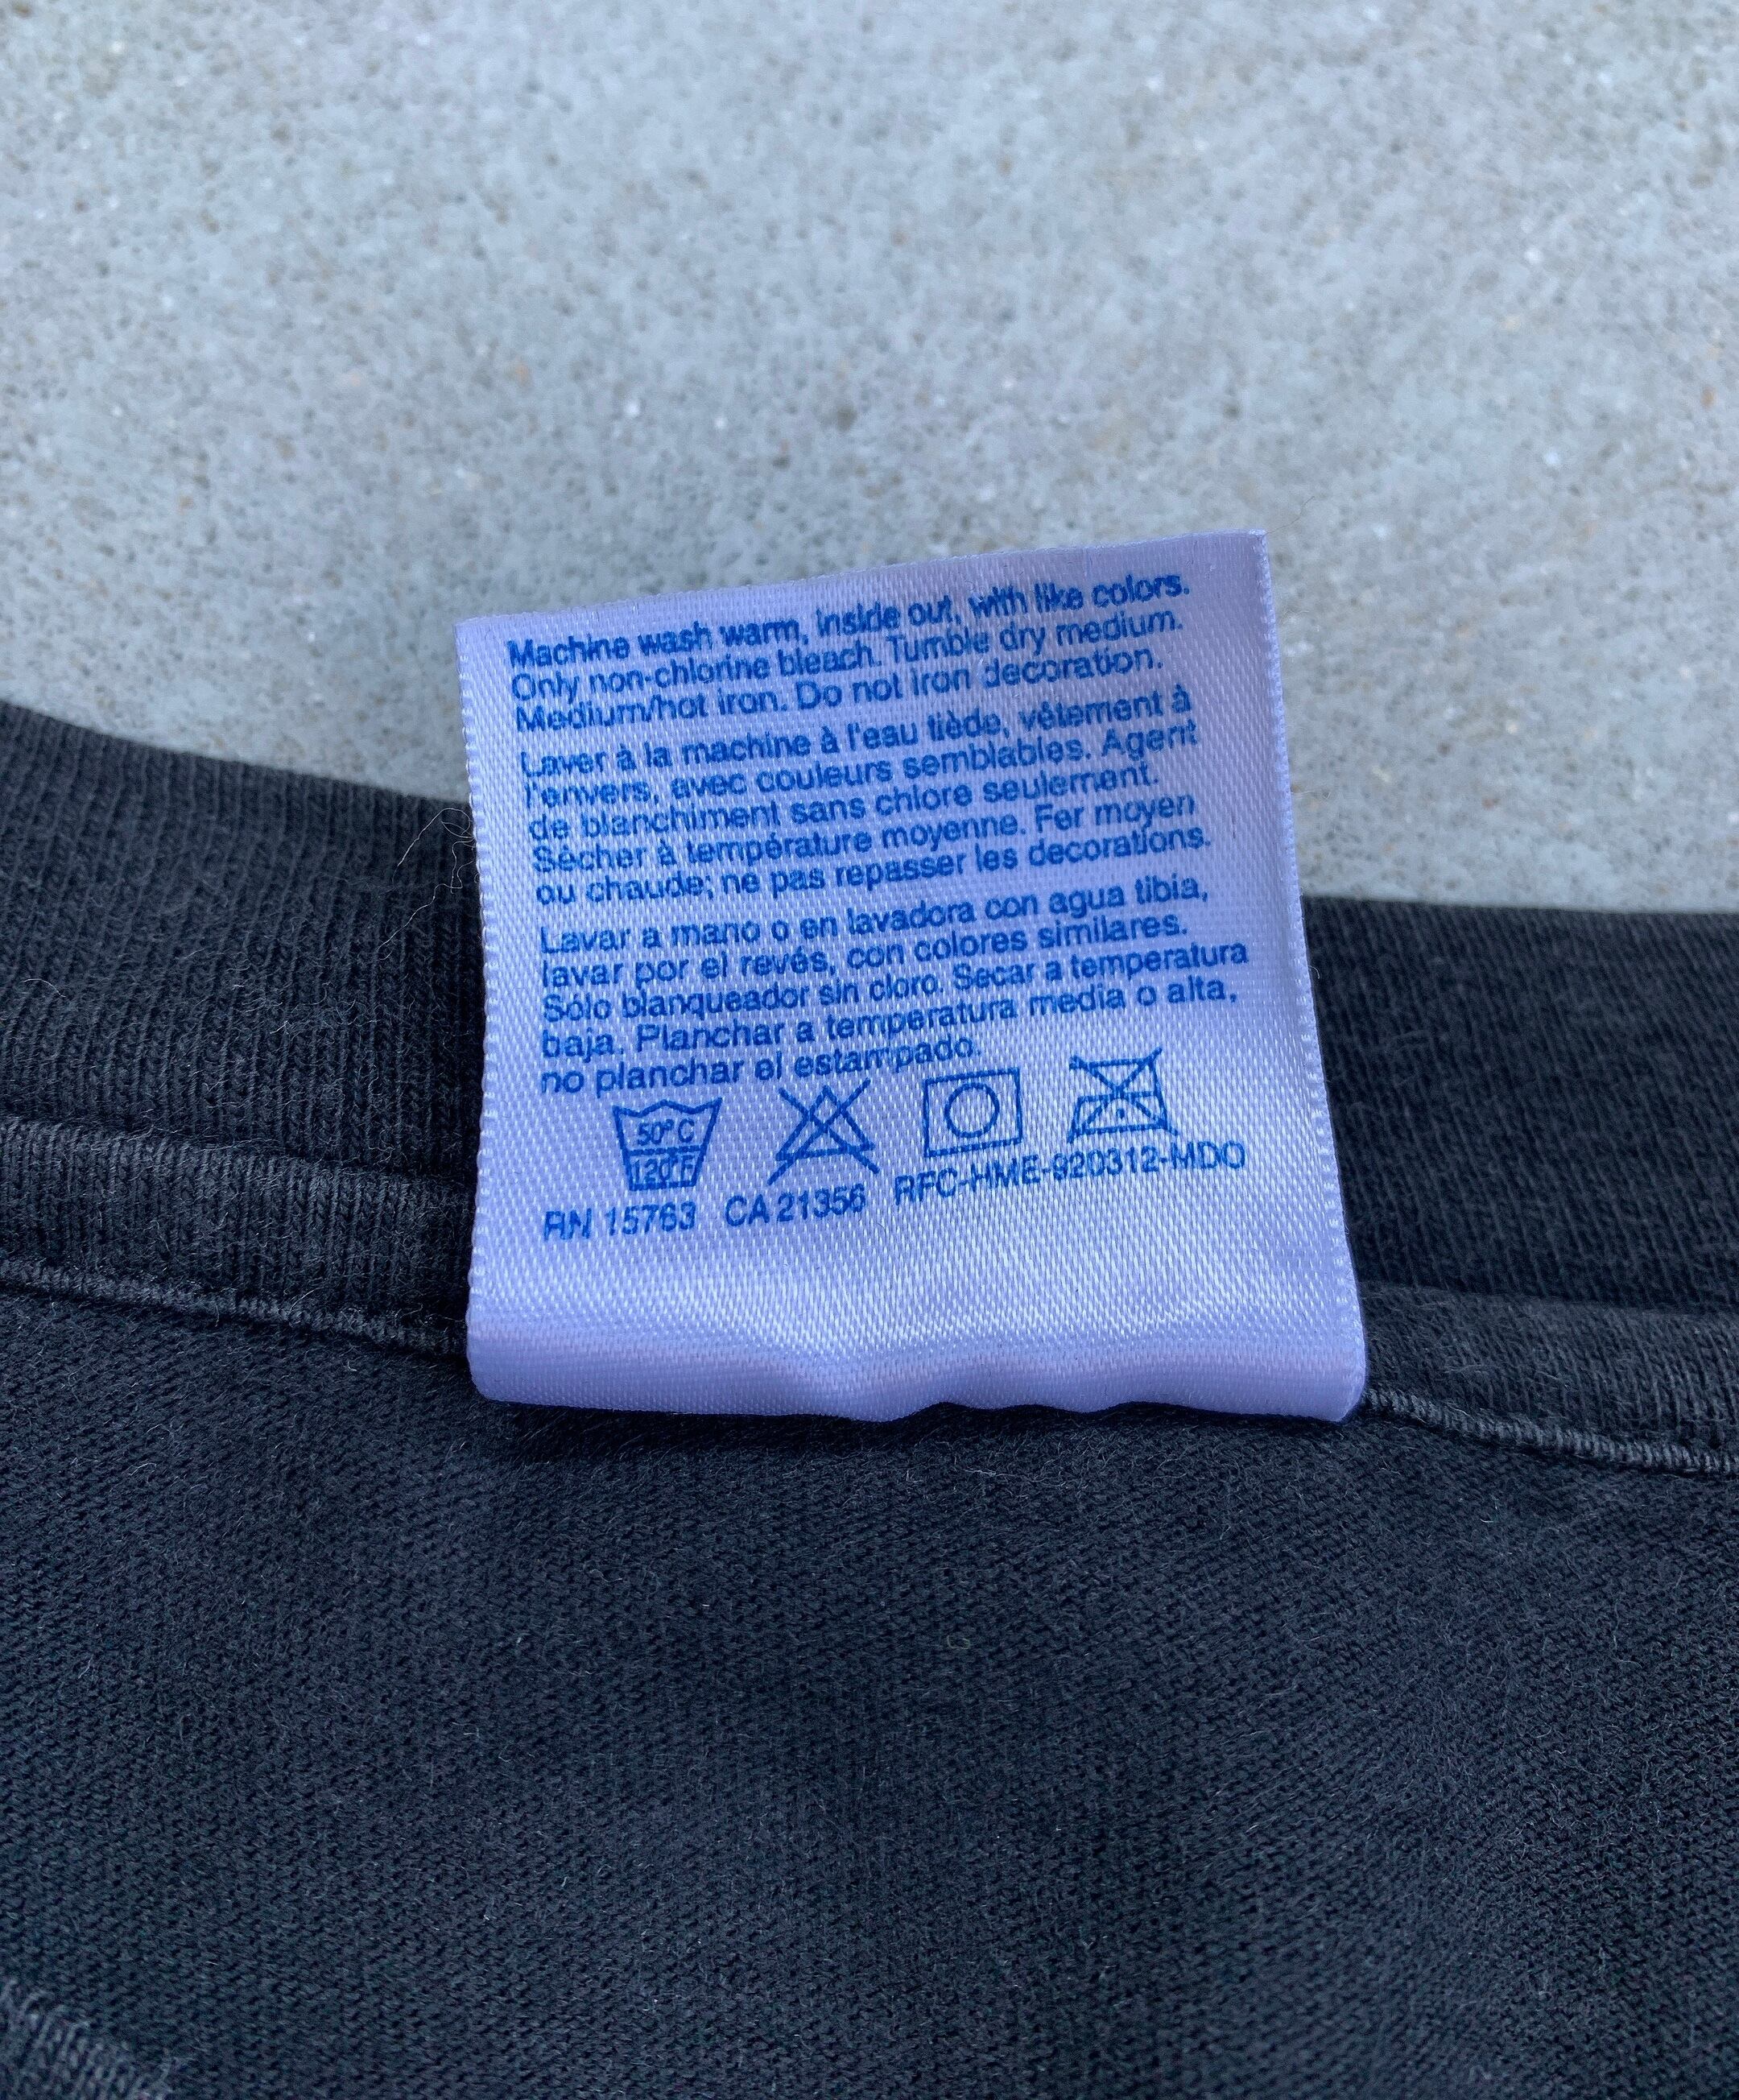 Machine wash warm, inside out, with like colors.
Only non-chlorine bleach. Tumble dry medium.
Medium/hot iron. Do not iron decoration.
Laver à la machine à l'eau tiède, vêtement à
l'envers, avec couleurs semblables. Agent
de blanchiment sans chlore seulement.
Sécher à température moyenne. Fer moyen
ou chaude; ne pas repasser les decorations.
Lavar a mano o en lavadora con agua tibia,
lavar por el revés, con colores similares.
Sólo blanqueador sin cloro. Secar a temperatura
baja. Planchar a temperatura media o alta,
no planchar el estampado.
50°C
120°F
RN 15763 CA 21356 RFC-HME-920312-MDO